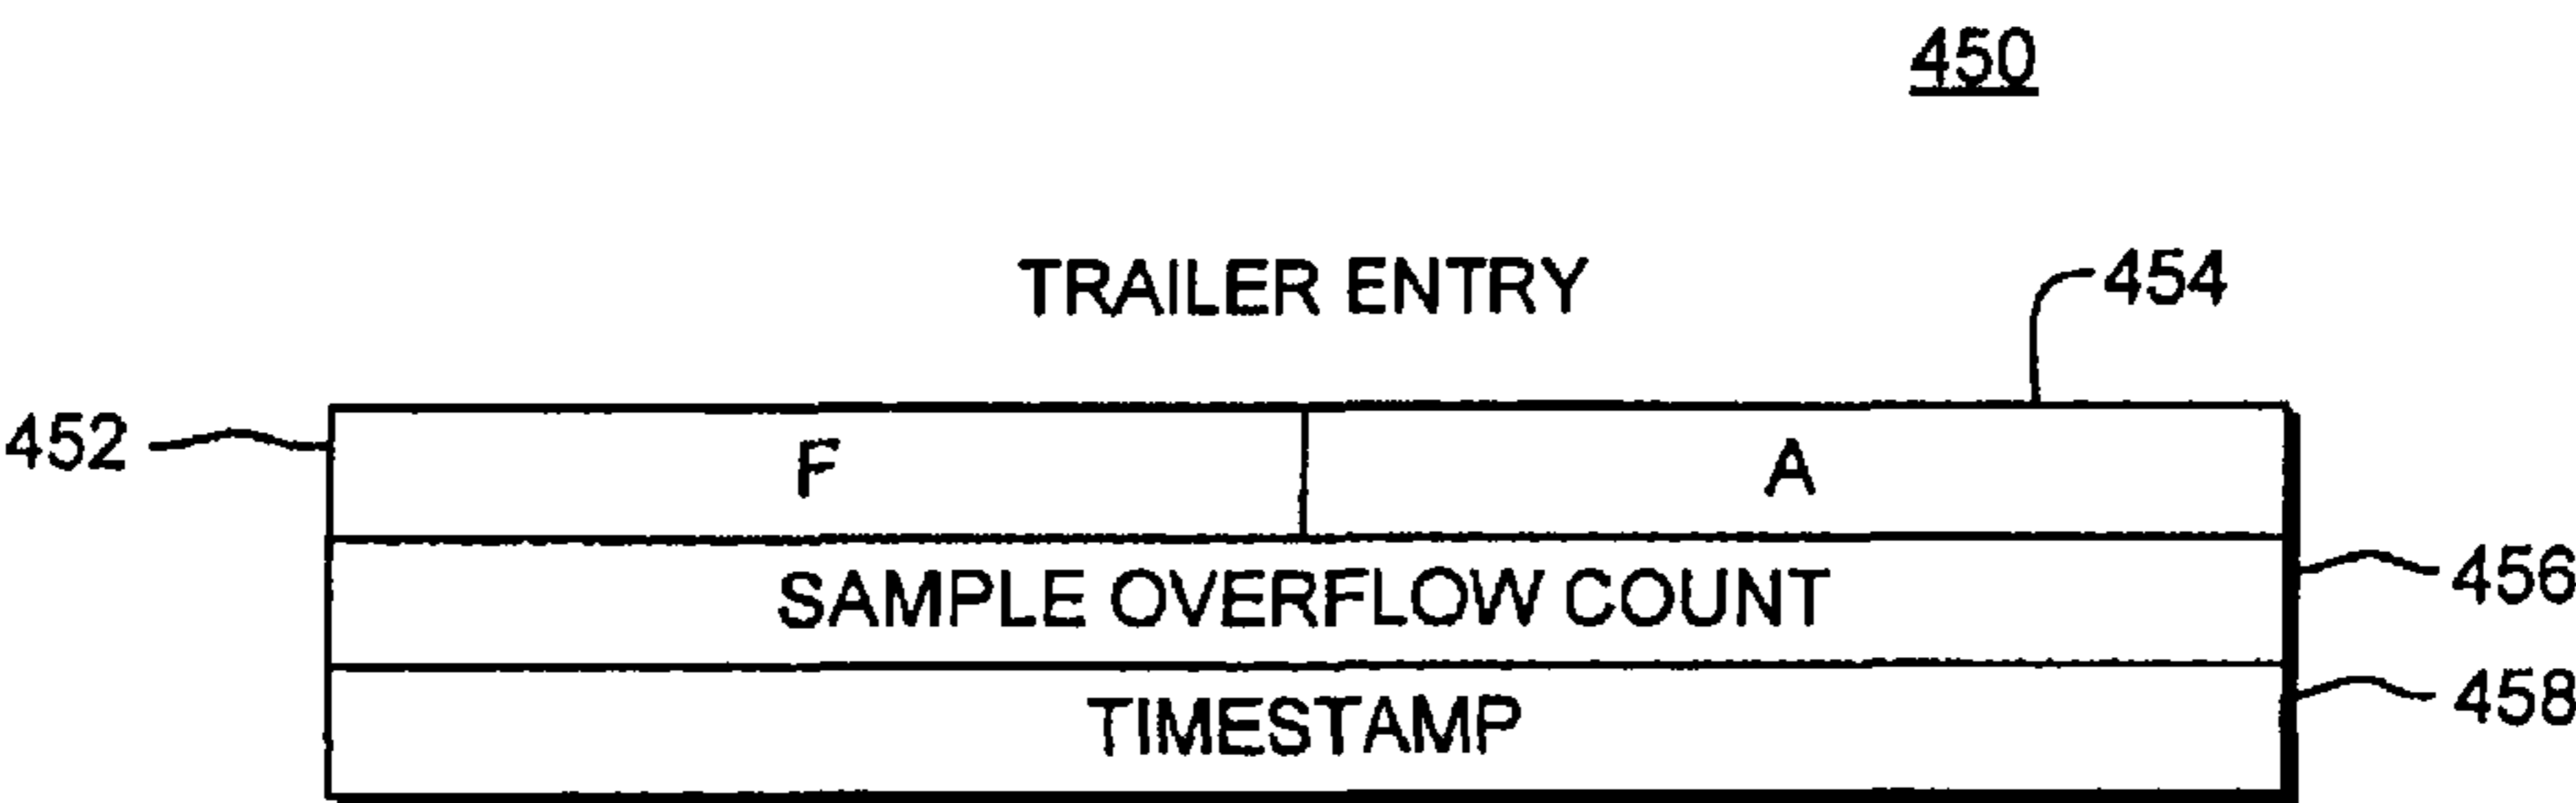 450
TRAILER ENTRY
454
452 F A
SAMPLE OVERFLOW COUNT 456
TIMESTAMP 458